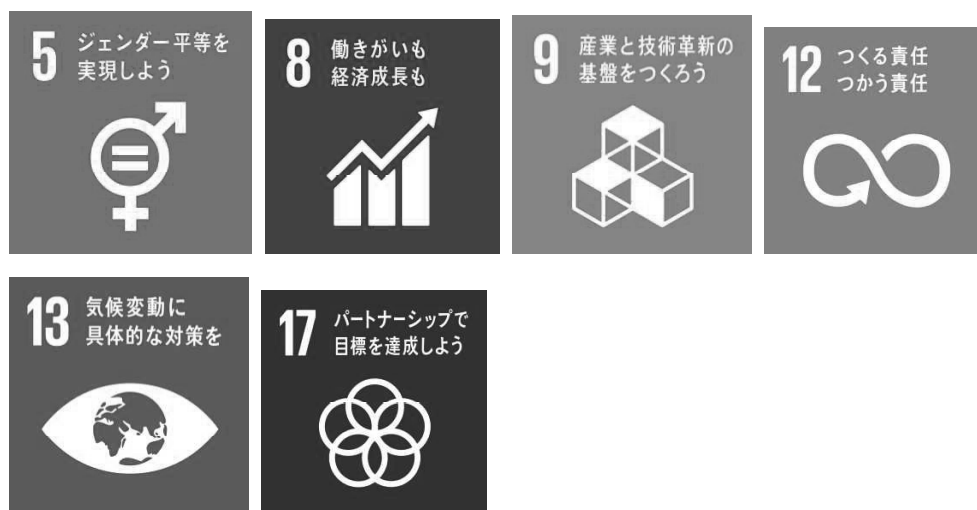 5 ジェンダー平等を
実現しよう
8 働きがいも
経済成長も
9 産業と技術革新の
基盤をつくろう
12 つくる責任
つかう責任
13 気候変動に
具体的な対策を
17 パートナーシップで
目標を達成しよう